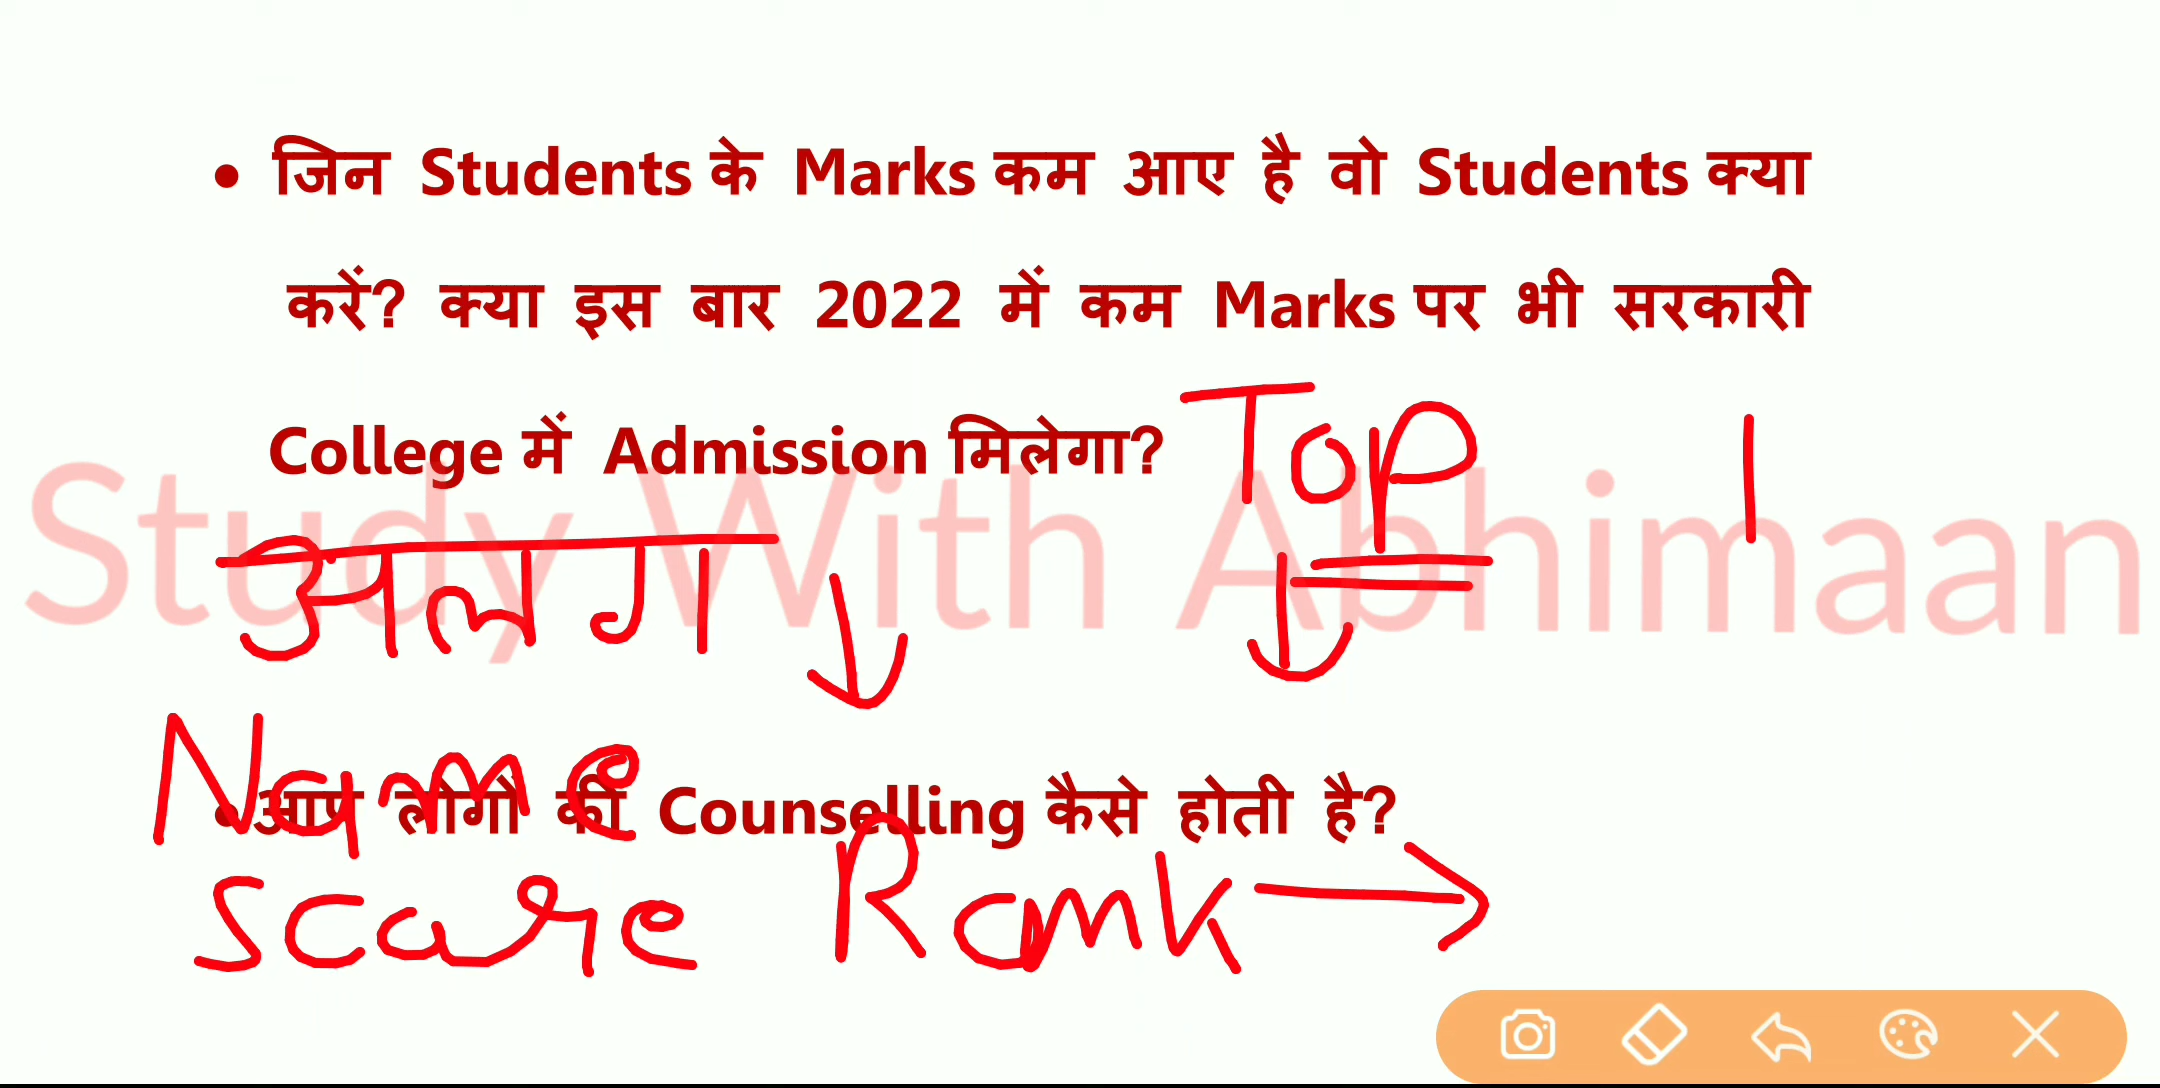 • जिन Students के Marks कम आए है वो Students क्या
करें? क्या इस बार 2022 में कम Marks पर भी सरकारी
College में Admission मिलेगा? Top 1
Study With Abhimaan
अलग
Name
• आप लोगों की Counselling कैसे होती है?
Scare Rank